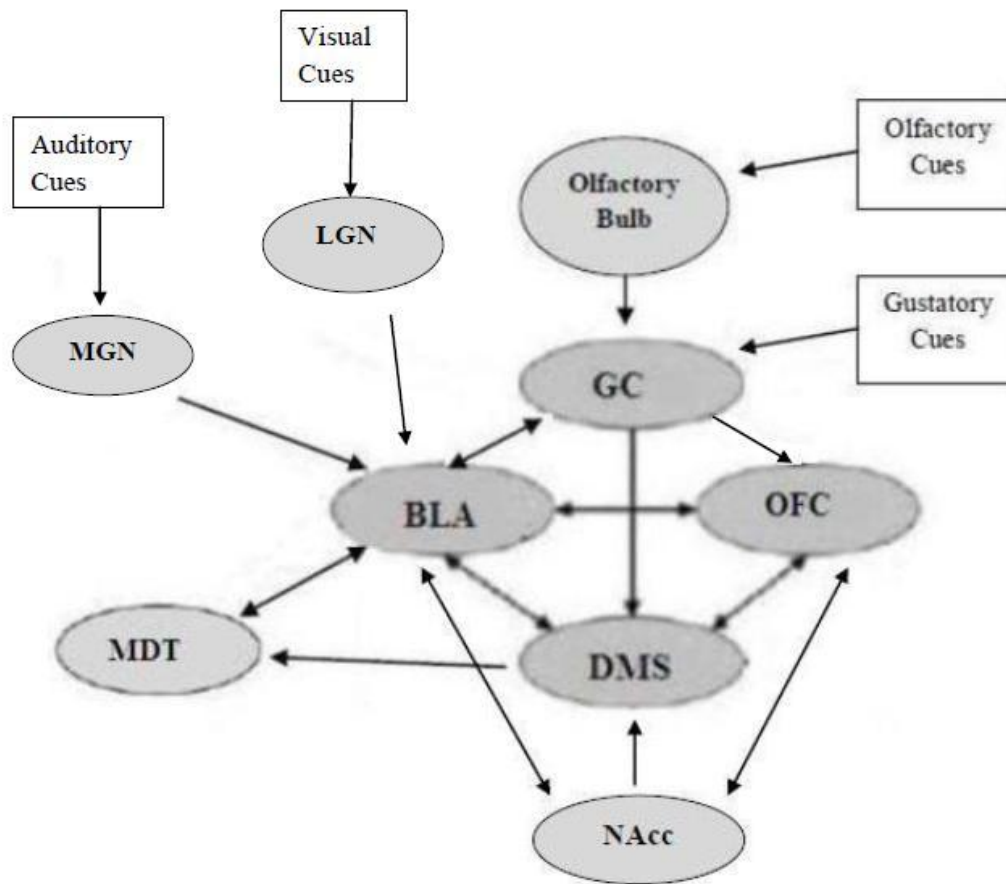 Visual
Cues
Auditory
Cues
Olfactory
Cues
Olfactory
Bulb
LGN
Gustatory
Cues
MGN
GC
BLA
OFC
MDT
DMS
NAcc